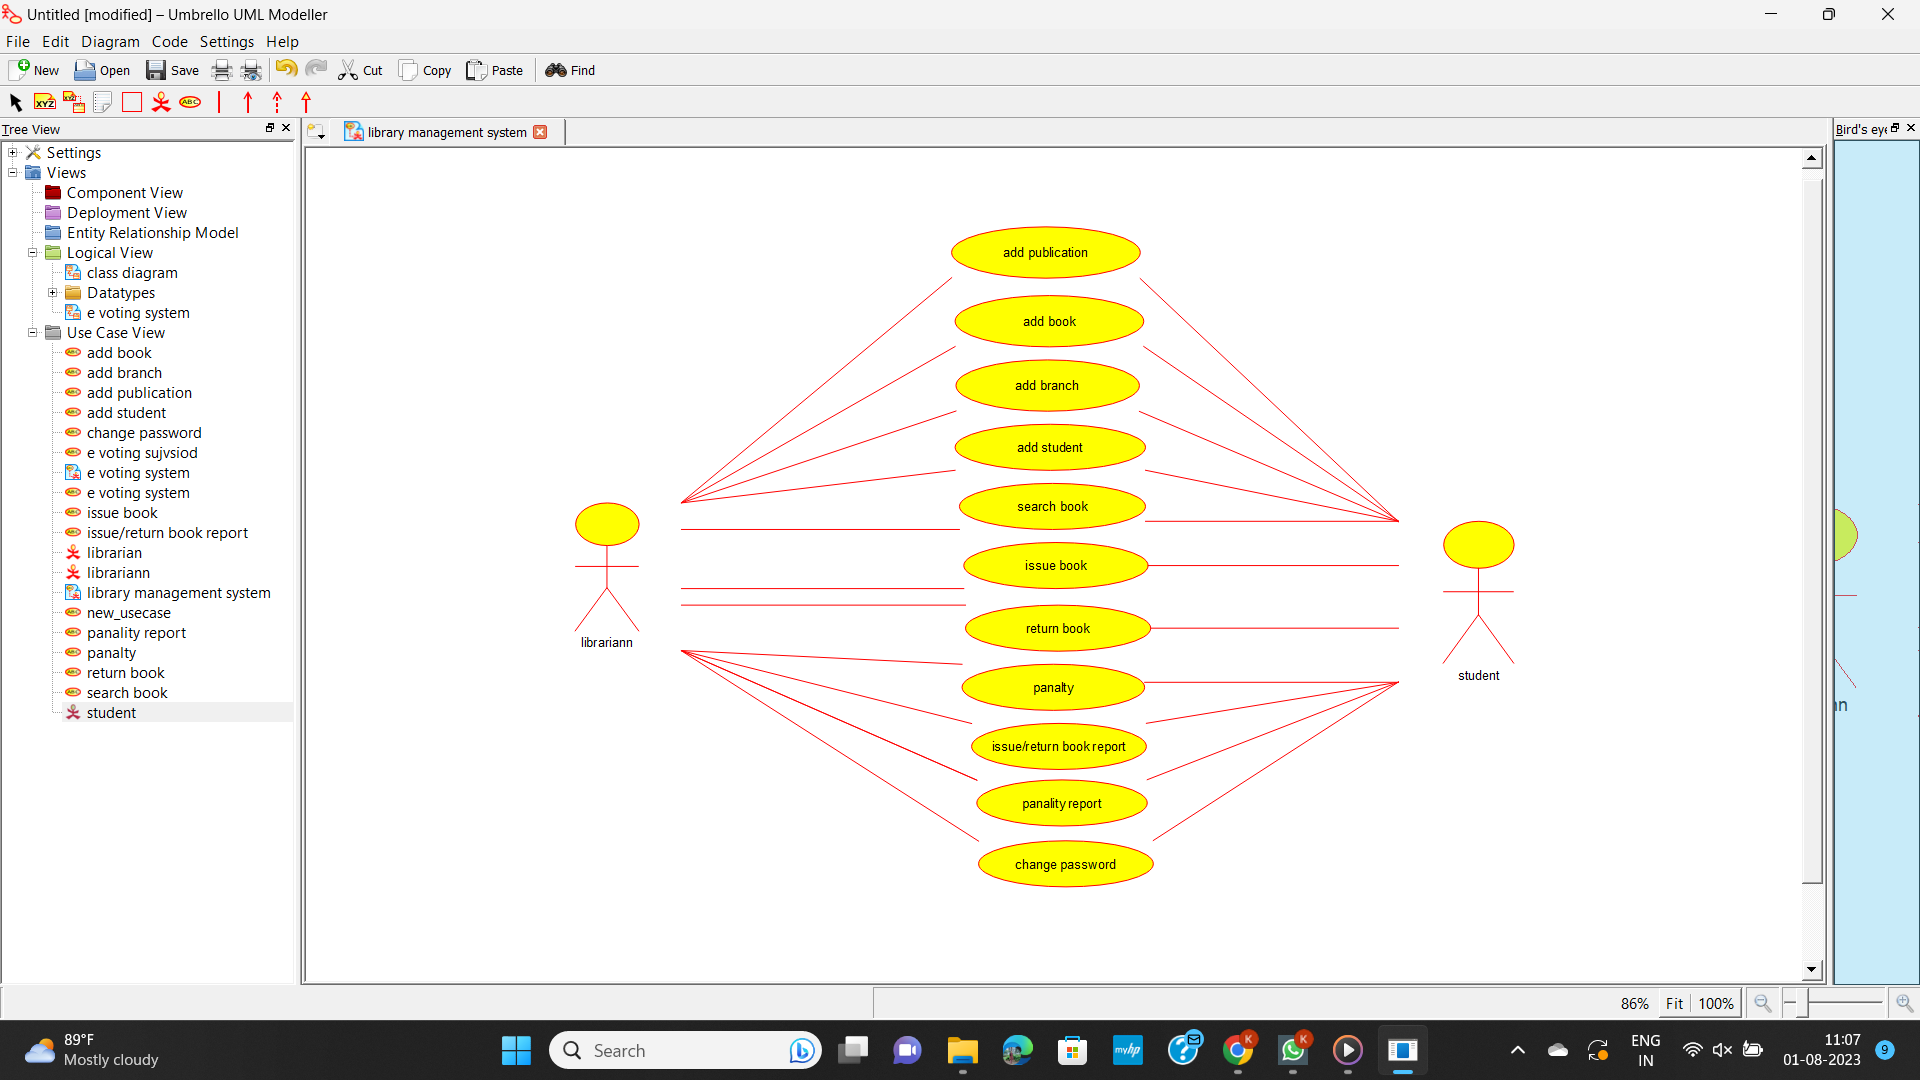 Untitled [modified] – Umbrello UML Modeller
File Edit Diagram Code Settings Help
New Open Save Cut Copy Paste Find
XYZ XYZ ABC
Tree View
library management system
Bird's eye
Settings
Views
Component View
Deployment View
Entity Relationship Model
Logical View
class diagram
Datatypes
e voting system
Use Case View
add book
add branch
add publication
add student
change password
e voting sujvsiod
e voting system
e voting system
issue book
issue/return book report
librarian
librariann
library management system
new_usecase
panality report
panalty
return book
search book
student
add publication
add book
add branch
add student
search book
issue book
return book
panalty
issue/return book report
panality report
change password
librariann
student
nn
86% Fit 100%
89°F
Mostly cloudy
Search
myhp
K
K
ENG
IN
11:07
01-08-2023
9